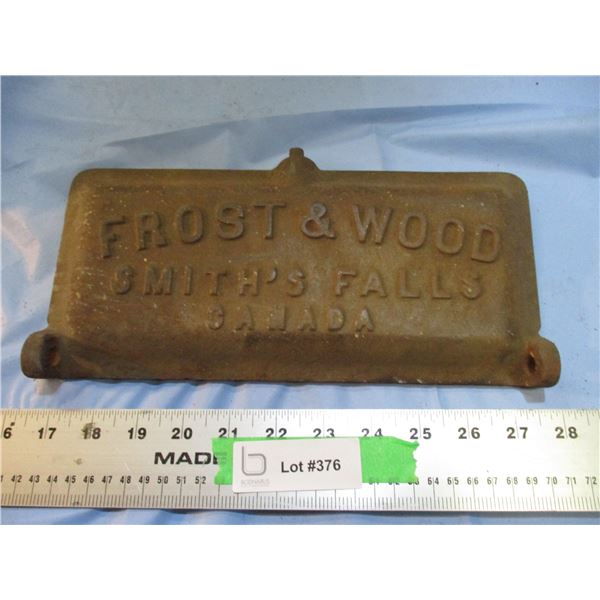 FROST & WOOD
SMITH'S FALLS
CANADA
6 17 18 19 20 21 22 23 24 25 26 27 28
MADE
Lot #376